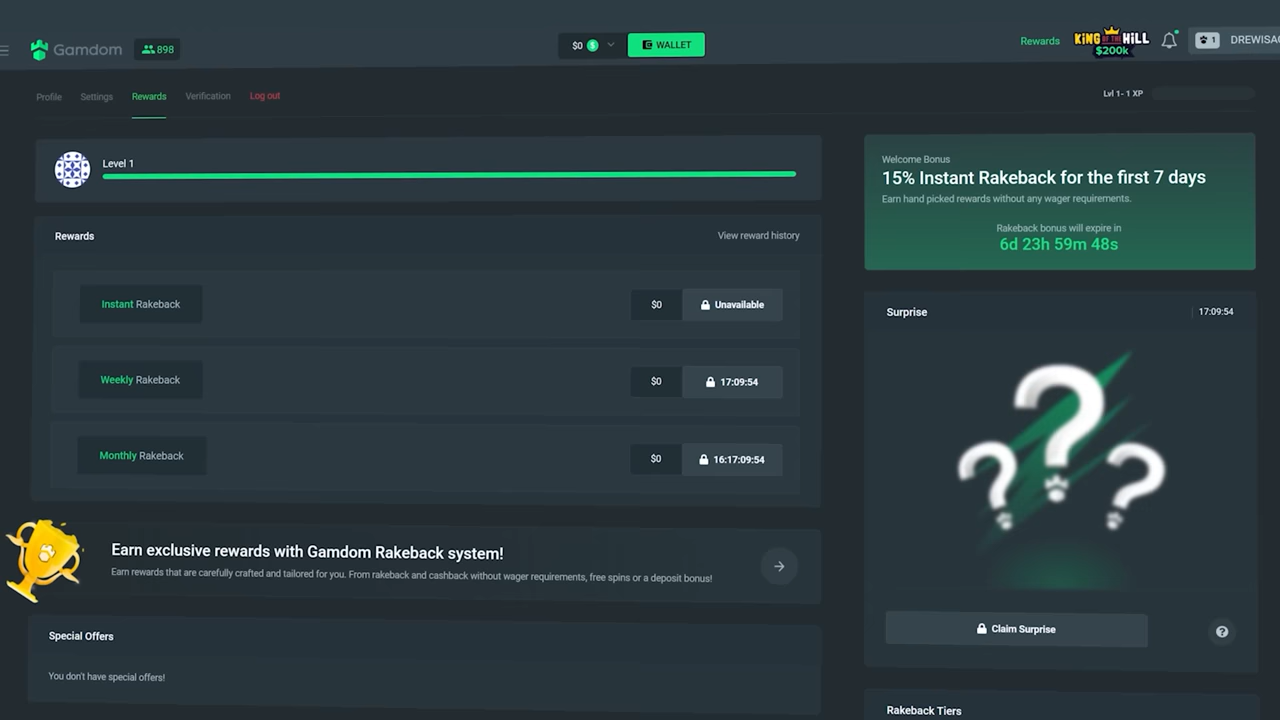 Gamdom
898
$0
WALLET
Rewards
KING OF THE HILL
$200k
1
Profile
Settings
Rewards
Verification
Log out
Lvl 1- 1 XP
Level 1
Welcome Bonus
15% Instant Rakeback for the first 7 days
Earn hand picked rewards without any wager requirements.
Rakeback bonus will expire in
6d 23h 59m 48s
Rewards
View reward history
Instant Rakeback
$0
Unavailable
Weekly Rakeback
$0
17:09:54
Monthly Rakeback
$0
16:17:09:54
Surprise
17:09:54
Claim Surprise
?
Earn exclusive rewards with Gamdom Rakeback system!
Earn rewards that are carefully crafted and tailored for you. From rakeback and cashback without wager requirements, free spins or a deposit bonus!
Special Offers
You don't have special offers!
Rakeback Tiers